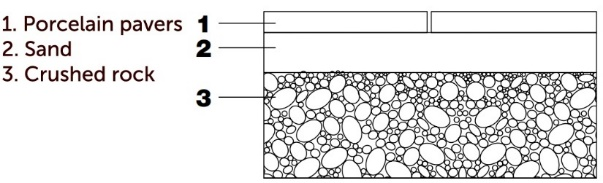 1. Porcelain pavers
2. Sand
3. Crushed rock
1
2
3